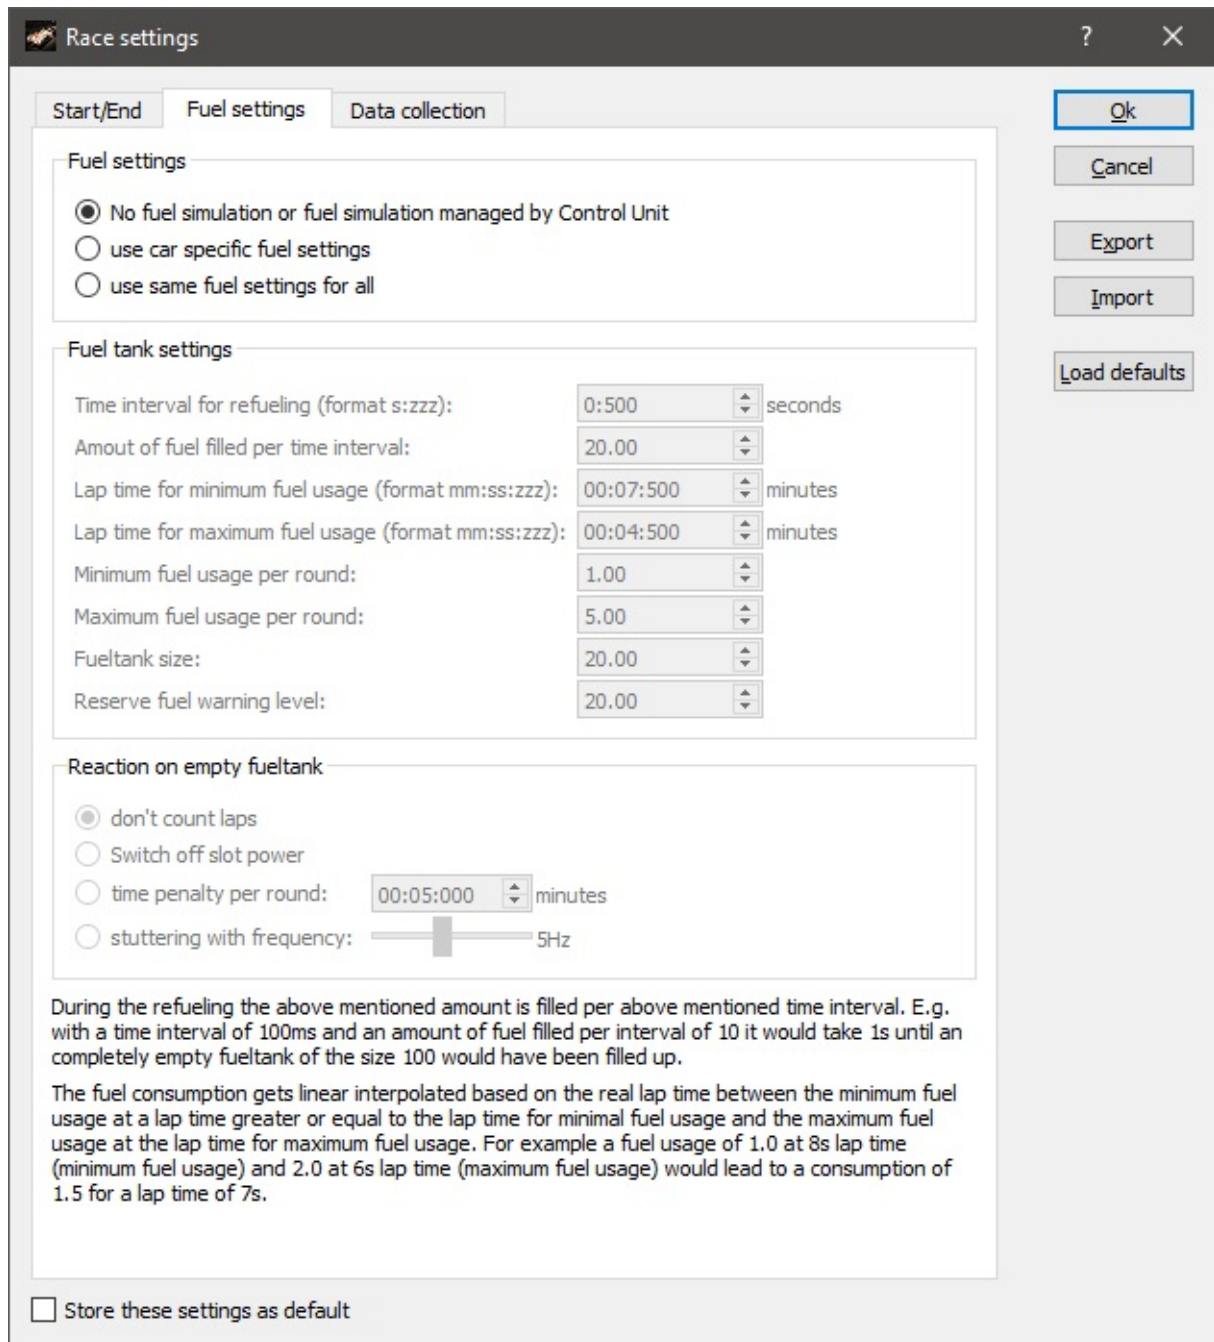 Race settings
?
Start/End
Fuel settings
Data collection
Ok
Cancel
Export
Import
Load defaults
Fuel settings
No fuel simulation or fuel simulation managed by Control Unit
use car specific fuel settings
use same fuel settings for all
Fuel tank settings
Time interval for refueling (format s:zzz): 0:500 seconds
Amout of fuel filled per time interval: 20.00
Lap time for minimum fuel usage (format mm:ss:zzz): 00:07:500 minutes
Lap time for maximum fuel usage (format mm:ss:zzz): 00:04:500 minutes
Minimum fuel usage per round: 1.00
Maximum fuel usage per round: 5.00
Fueltank size: 20.00
Reserve fuel warning level: 20.00
Reaction on empty fueltank
don't count laps
Switch off slot power
time penalty per round: 00:05:000 minutes
stuttering with frequency: 5Hz
During the refueling the above mentioned amount is filled per above mentioned time interval. E.g.
with a time interval of 100ms and an amount of fuel filled per interval of 10 it would take 1s until an
completely empty fueltank of the size 100 would have been filled up.
The fuel consumption gets linear interpolated based on the real lap time between the minimum fuel
usage at a lap time greater or equal to the lap time for minimal fuel usage and the maximum fuel
usage at the lap time for maximum fuel usage. For example a fuel usage of 1.0 at 8s lap time
(minimum fuel usage) and 2.0 at 6s lap time (maximum fuel usage) would lead to a consumption of
1.5 for a lap time of 7s.
Store these settings as default